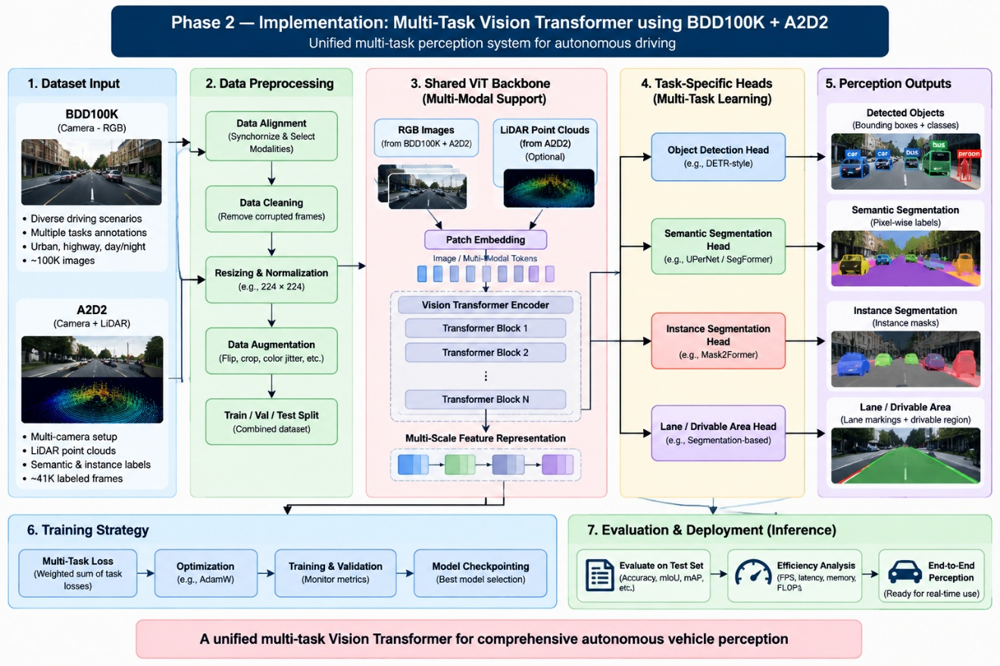 Phase 2 — Implementation: Multi-Task Vision Transformer using BDD100K + A2D2
Unified multi-task perception system for autonomous driving
1. Dataset Input
BDD100K
(Camera - RGB)
• Diverse driving scenarios
• Multiple tasks annotations
• Urban, highway, day/night
• ~100K images
A2D2
(Camera + LiDAR)
• Multi-camera setup
• LiDAR point clouds
• Semantic & instance labels
• ~41K labeled frames
2. Data Preprocessing
Data Alignment
(Synchornize & Select
Modalities)
Data Cleaning
(Remove corrupted frames)
Resizing & Normalization
(e.g., 224 × 224)
Data Augmentation
(Flip, crop, color jitter, etc.)
Train / Val / Test Split
(Combined dataset)
3. Shared ViT Backbone
(Multi-Modal Support)
RGB Images
(from BDD100K + A2D2)
LiDAR Point Clouds
(from A2D2)
(Optional)
Patch Embedding
Image / Multi-Modal Tokens
Vision Transformer Encoder
Transformer Block 1
Transformer Block 2
⋮
Transformer Block N
Multi-Scale Feature Representation
4. Task-Specific Heads
(Multi-Task Learning)
Object Detection Head
(e.g., DETR-style)
Semantic Segmentation
Head
(e.g., UPerNet / SegFormer)
Instance Segmentation
Head
(e.g., Mask2Former)
Lane / Drivable Area Head
(e.g., Segmentation-based)
5. Perception Outputs
Detected Objects
(Bounding boxes + classes)
car
car
bus
bus
Semantic Segmentation
(Pixel-wise labels)
Instance Segmentation
(Instance masks)
Lane / Drivable Area
(Lane markings + drivable region)
6. Training Strategy
Multi-Task Loss
(Weighted sum of task
losses)
Optimization
(e.g., AdamW)
Training & Validation
(Monitor metrics)
Model Checkpointing
(Best model selection)
7. Evaluation & Deployment (Inference)
Evaluate on Test Set
(Accuracy, mIoU, mAP,
etc.)
Efficiency Analysis
(FPS, latency, memory,
FLOPs
End-to-End
Perception
(Ready for real-time use)
A unified multi-task Vision Transformer for comprehensive autonomous vehicle perception